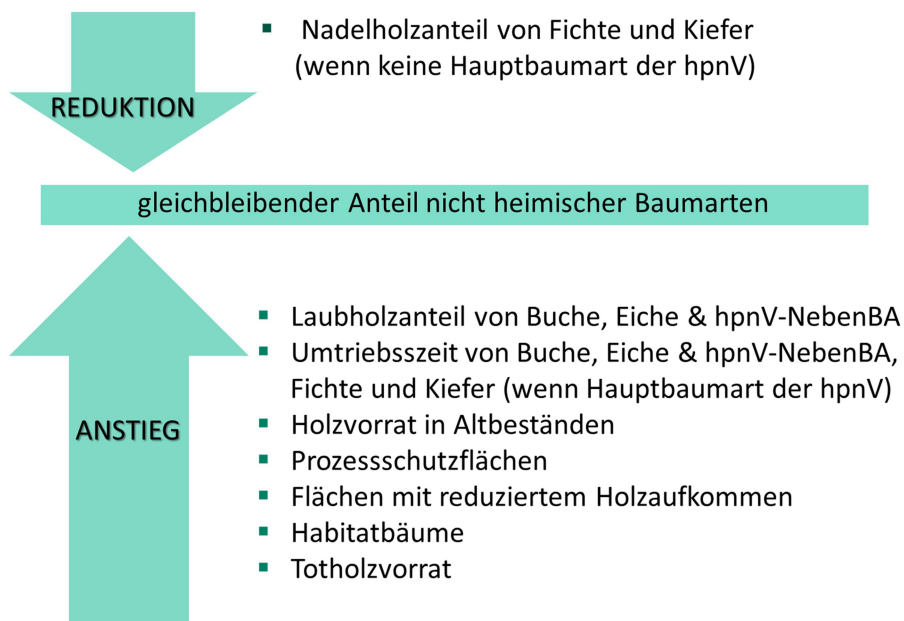 ▪ Nadelholzanteil von Fichte und Kiefer
(wenn keine Hauptbaumart der hpnV)
REDUKTION
gleichbleibender Anteil nicht heimischer Baumarten
▪ Laubholzanteil von Buche, Eiche & hpnV-NebenBA
▪ Umtriebsszeit von Buche, Eiche & hpnV-NebenBA,
Fichte und Kiefer (wenn Hauptbaumart der hpnV)
ANSTIEG
▪ Holzvorrat in Altbeständen
▪ Prozessschutzflächen
▪ Flächen mit reduziertem Holzaufkommen
▪ Habitatbäume
▪ Totholzvorrat